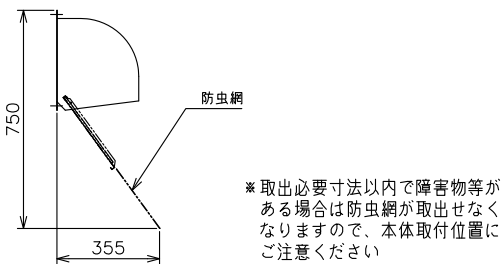 750
防虫網
355
※取出必要寸法以内で障害物等が
ある場合は防虫網が取出せなく
なりますので、本体取付位置に
ご注意ください